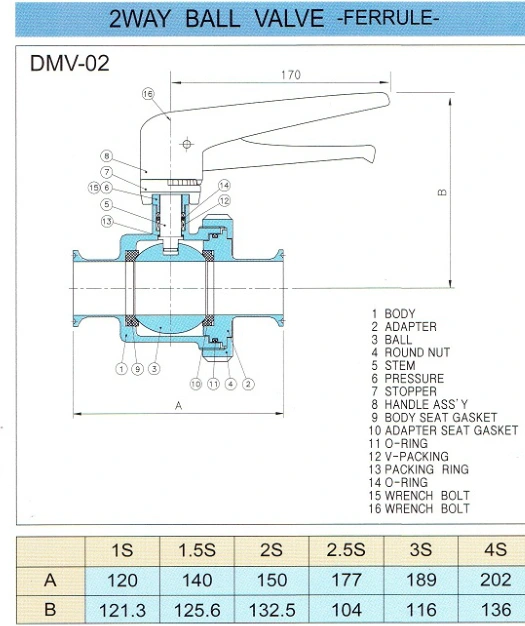 2WAY BALL VALVE -FERRULE-
DMV-02
170
16
8
7
15 6
14
12
5
13
B
1 9 3 10 11 4 2
A
1 BODY
2 ADAPTER
3 BALL
4 ROUND NUT
5 STEM
6 PRESSURE
7 STOPPER
8 HANDLE ASS'Y
9 BODY SEAT GASKET
10 ADAPTER SEAT GASKET
11 O-RING
12 V-PACKING
13 PACKING RING
14 O-RING
15 WRENCH BOLT
16 WRENCH BOLT
1S 1.5S 2S 2.5S 3S 4S
A 120 140 150 177 189 202
B 121.3 125.6 132.5 104 116 136